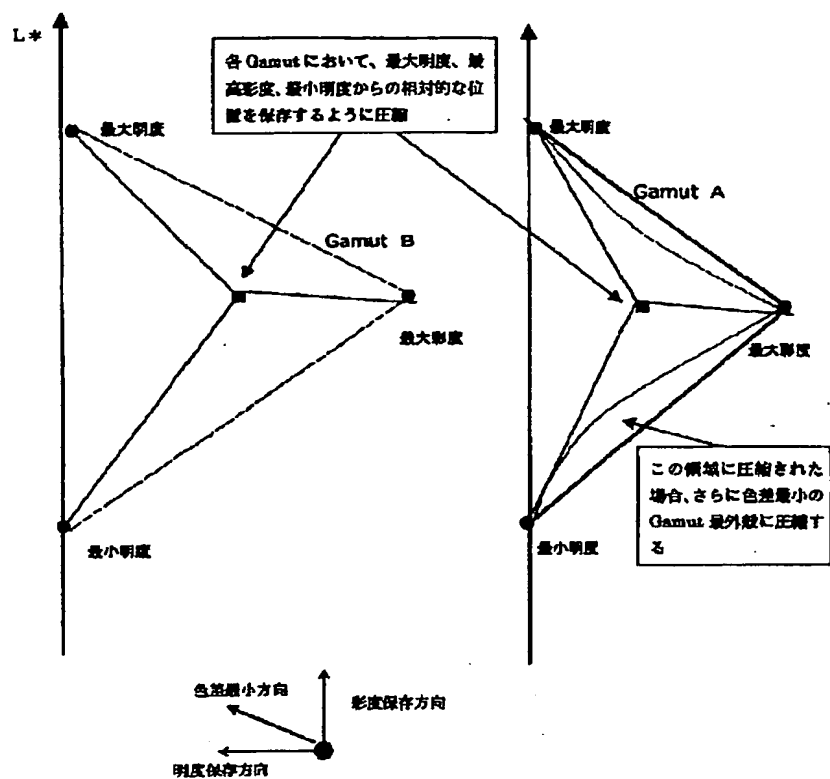 L*
各Gamutにおいて、最大明度、最
高彩度、最小明度からの相対的な位
置を保存するように圧縮
最大明度
Gamut B
最大彩度
最小明度
最大明度
Gamut A
最大彩度
この領域に圧縮された
場合、さらに色差最小の
Gamut 最外殻に圧縮す
る
最小明度
色差最小方向
彩度保存方向
明度保存方向